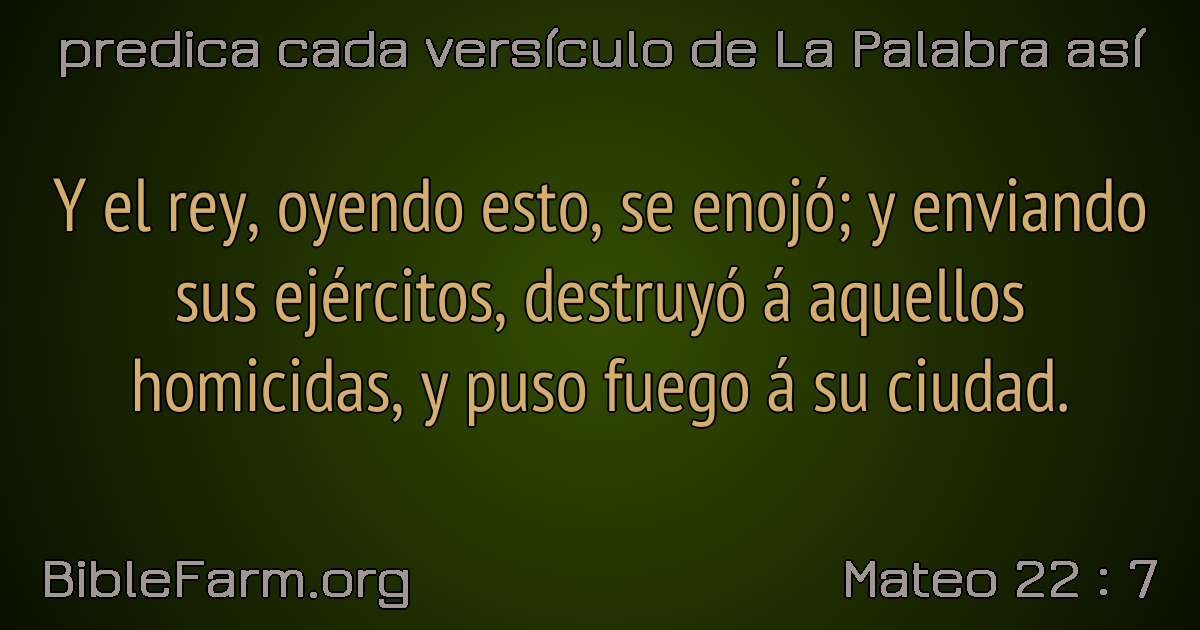 predica cada versículo de La Palabra así
Y el rey, oyendo esto, se enojó; y enviando
sus ejércitos, destruyó á aquellos
homicidas, y puso fuego á su ciudad.
BibleFarm.org
Mateo 22 : 7